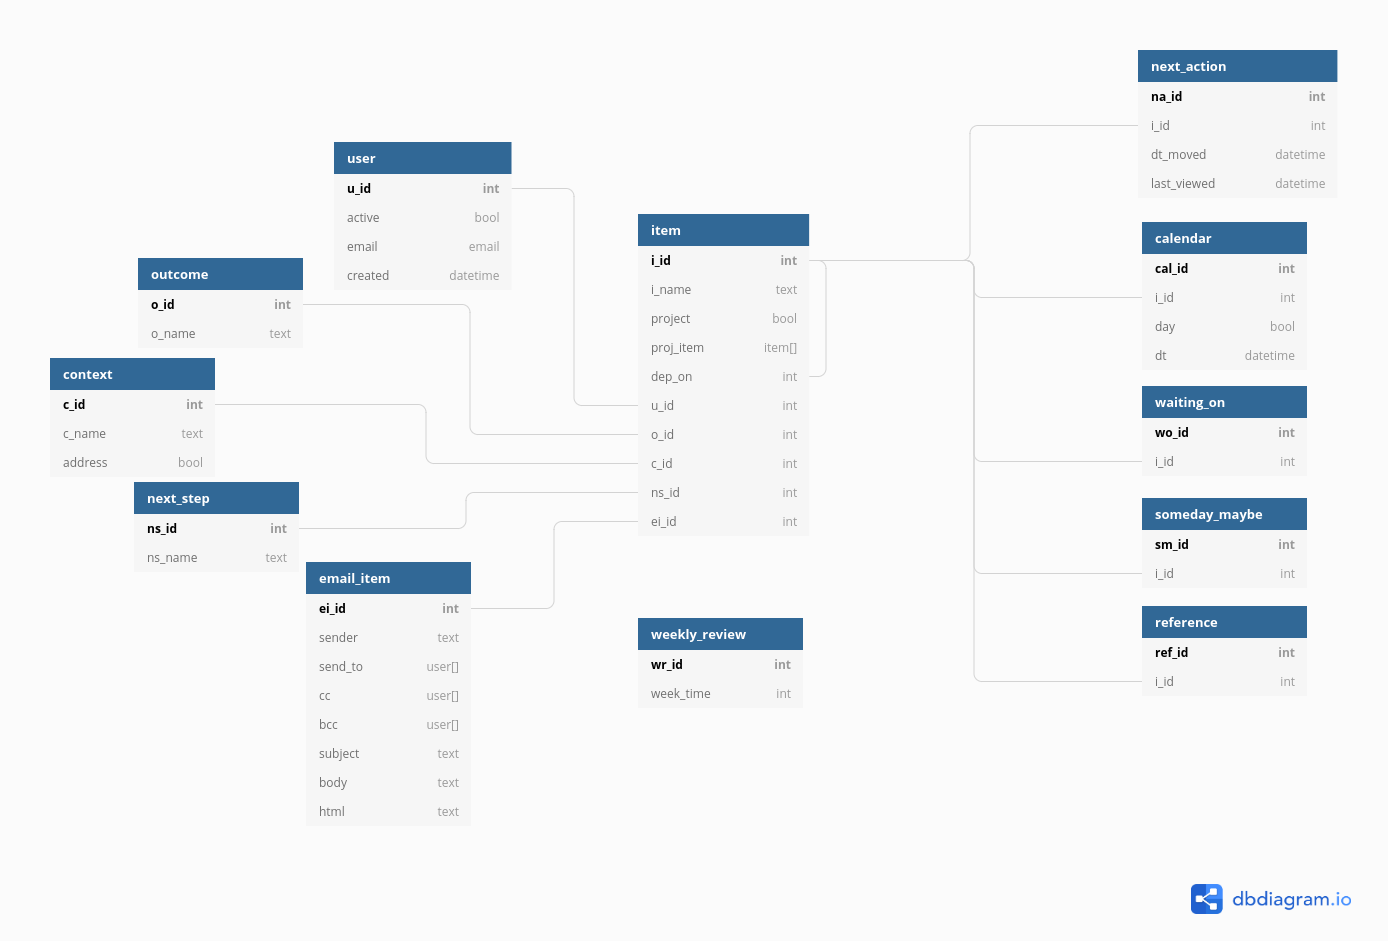 next_action
na_id int
i_id int
dt_moved datetime
last_viewed datetime
user
u_id int
active bool
email email
created datetime
item
i_id int
i_name text
project bool
proj_item item[]
dep_on int
u_id int
o_id int
c_id int
ns_id int
ei_id int
calendar
cal_id int
i_id int
day bool
dt datetime
outcome
o_id int
o_name text
context
c_id int
c_name text
address bool
waiting_on
wo_id int
i_id int
next_step
ns_id int
ns_name text
someday_maybe
sm_id int
i_id int
email_item
ei_id int
sender text
send_to user[]
cc user[]
bcc user[]
subject text
body text
html text
weekly_review
wr_id int
week_time int
reference
ref_id int
i_id int
dbdiagram.io